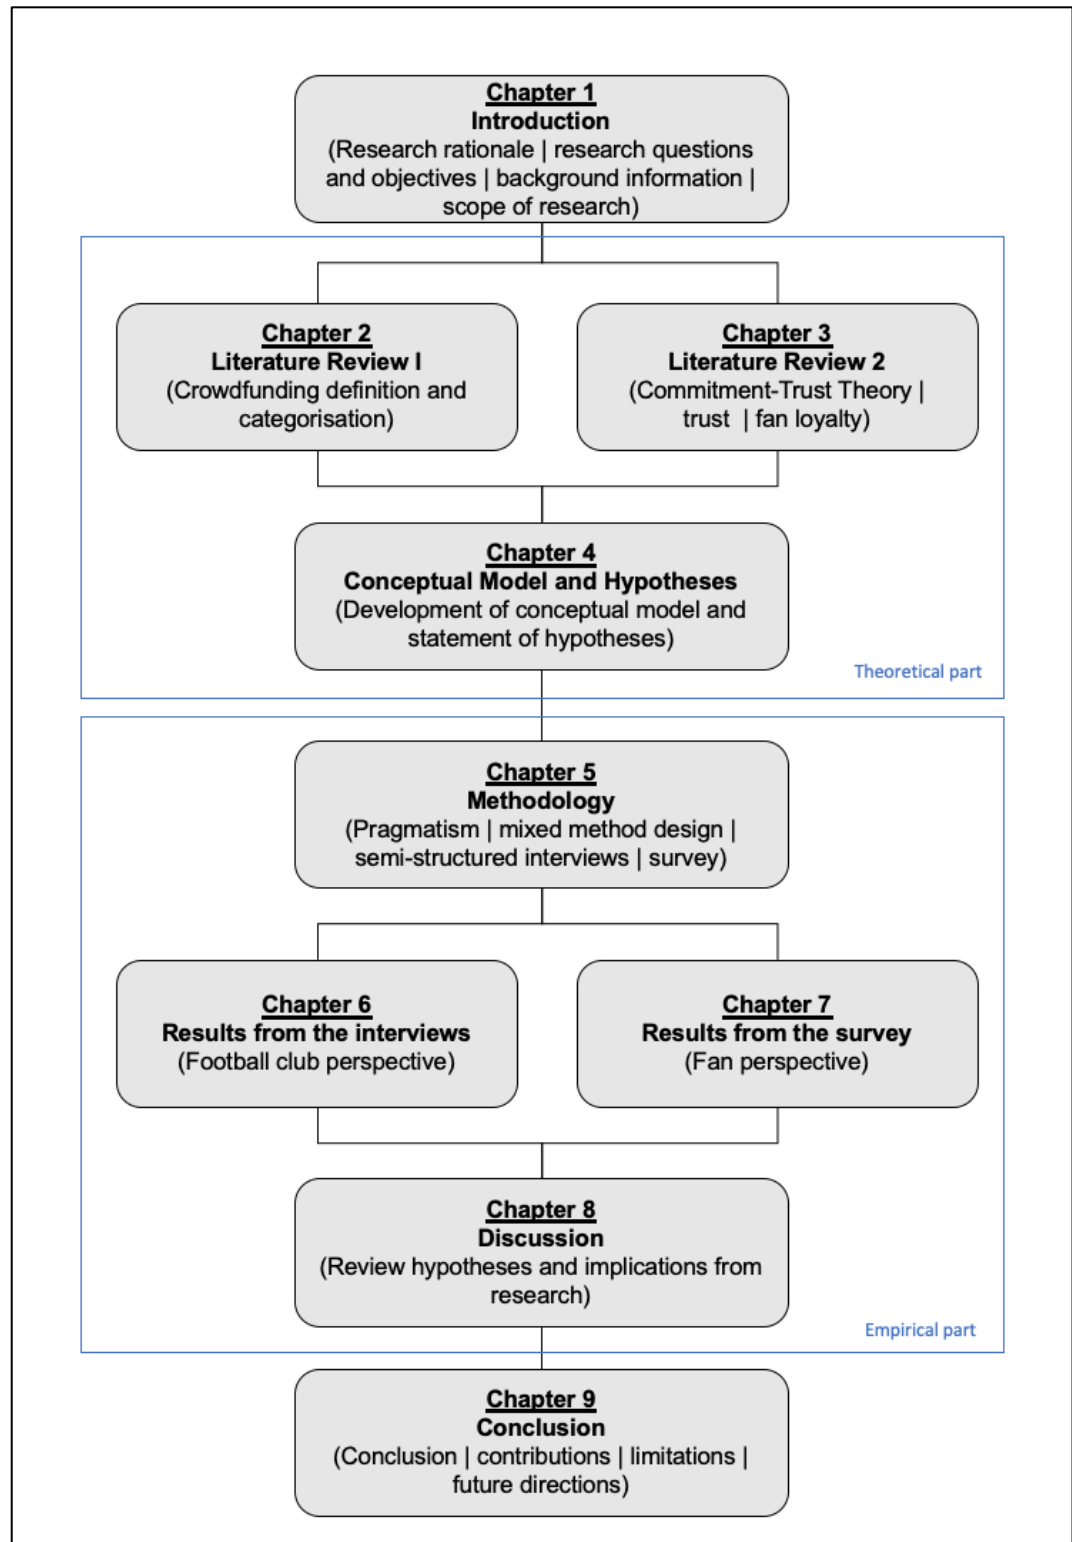 Chapter 1
Introduction
(Research rationale | research questions
and objectives | background information |
scope of research)
Chapter 2
Literature Review I
(Crowdfunding definition and
categorisation)
Chapter 3
Literature Review 2
(Commitment-Trust Theory |
trust | fan loyalty)
Chapter 4
Conceptual Model and Hypotheses
(Development of conceptual model and
statement of hypotheses)
Theoretical part
Chapter 5
Methodology
(Pragmatism | mixed method design |
semi-structured interviews | survey)
Chapter 6
Results from the interviews
(Football club perspective)
Chapter 7
Results from the survey
(Fan perspective)
Chapter 8
Discussion
(Review hypotheses and implications from
research)
Empirical part
Chapter 9
Conclusion
(Conclusion | contributions | limitations |
future directions)